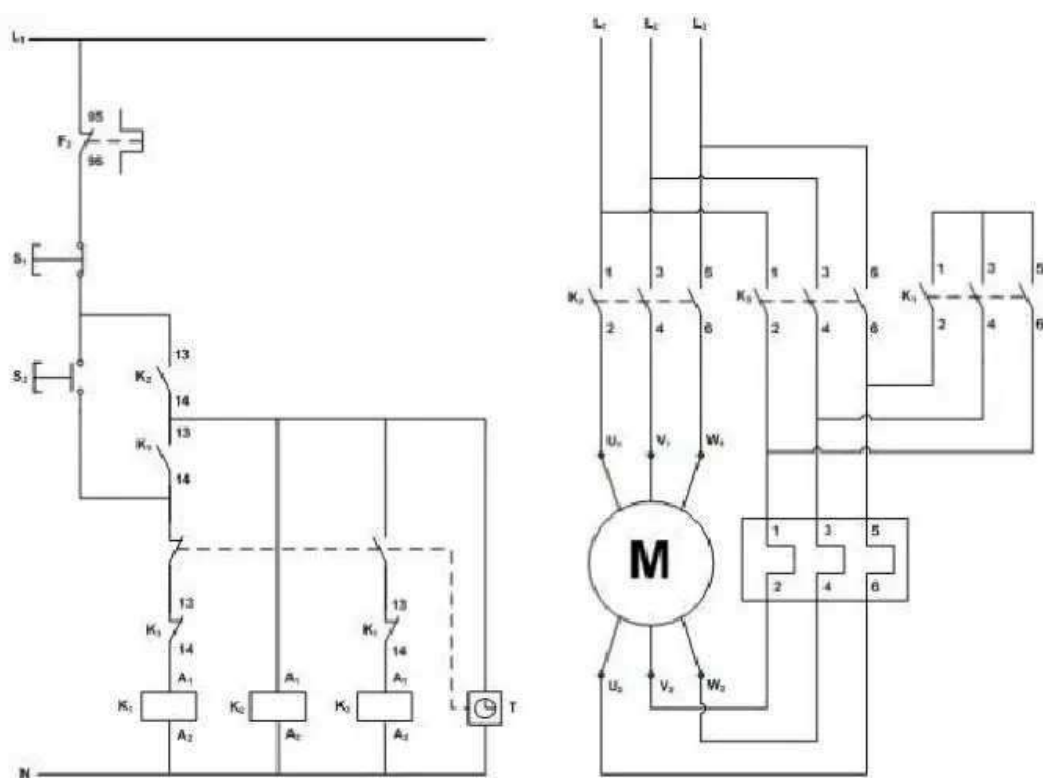 L₁
95
F₂
96
S₁
13
S₂
K₂
14
13
K₁
14
13 13
K₃ K₁
14 14
A₁ A₁ A₁
K₁ K₂ K₃ T
A₂ A₂ A₂
N
L₁ L₂ L₃
1 3 5 1 3 5 1 3 5
K₂ K₃ K₁
2 4 6 2 4 6 2 4 6
U₁ V₁ W₁
M
1 3 5
2 4 6
U₂ V₂ W₂